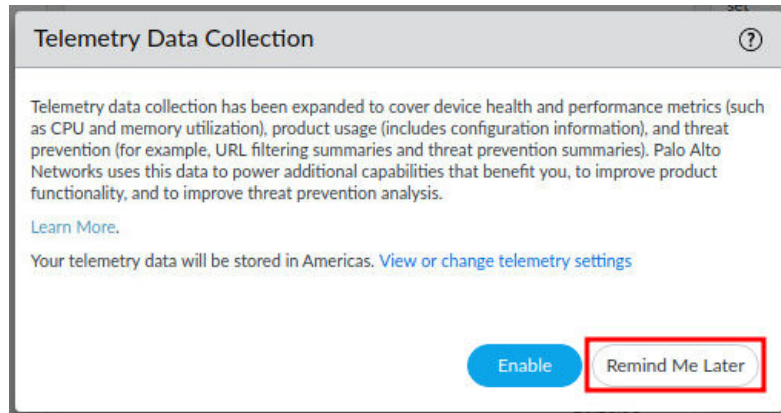 set
Telemetry Data Collection
Telemetry data collection has been expanded to cover device health and performance metrics (such
as CPU and memory utilization), product usage (includes configuration information), and threat
prevention (for example, URL filtering summaries and threat prevention summaries). Palo Alto
Networks uses this data to power additional capabilities that benefit you, to improve product
functionality, and to improve threat prevention analysis.
Learn More.
Your telemetry data will be stored in Americas. View or change telemetry settings
Enable Remind Me Later